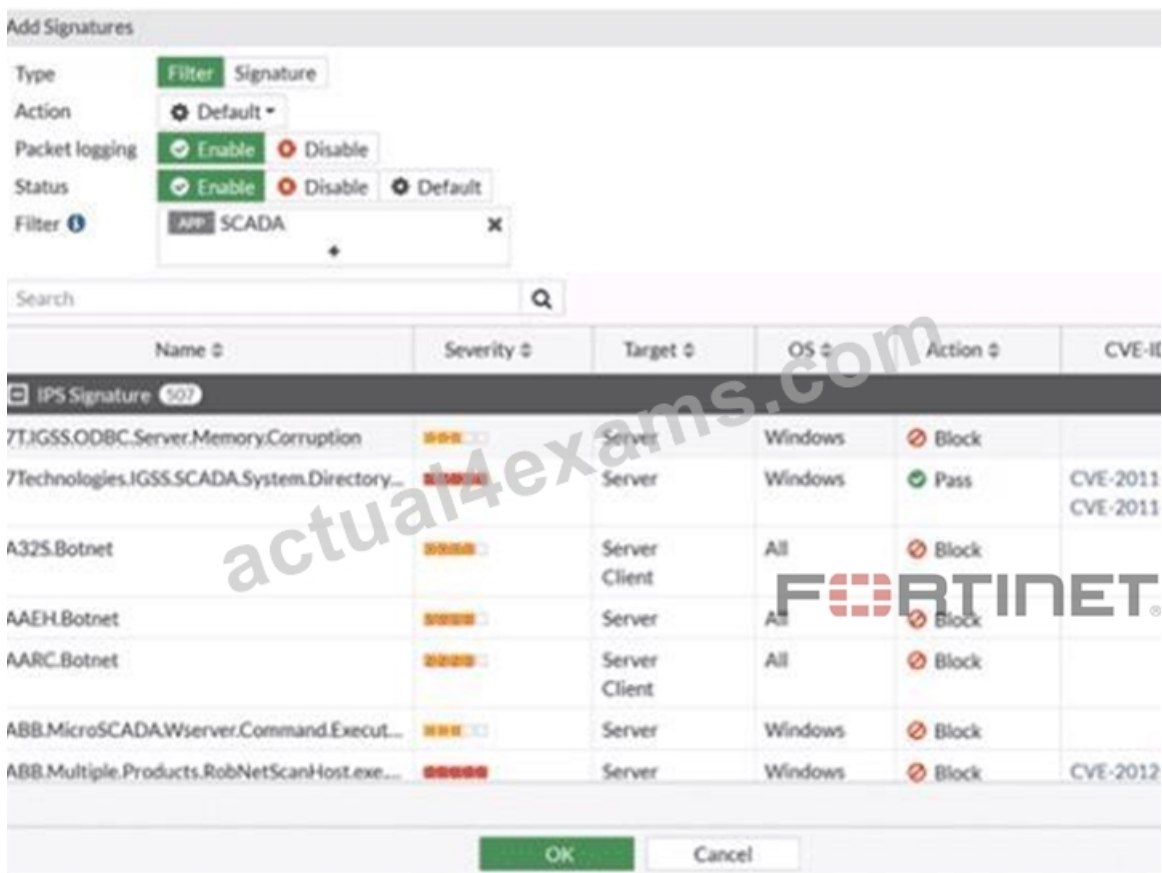 Add Signatures
Type Filter Signature
Action Default
Packet logging Enable Disable
Status Enable Disable Default
Filter APP SCADA
Search
Name Severity Target OS Action CVE-ID
IPS Signature 507
7T.IGSS.ODBC.Server.Memory.Corruption Server Windows Block
7Technologies.IGSS.SCADA.System.Directory... Server Windows Pass CVE-2011
CVE-2011
A32S.Botnet Server All Block
Client
AAEH.Botnet Server All Block
AARC.Botnet Server All Block
Client
ABB.MicroSCADA.Wserver.Command.Execut... Server Windows Block
ABB.Multiple.Products.RobNetScanHost.exe.... Server Windows Block CVE-2012
OK Cancel
actual4exams.com
FORTINET